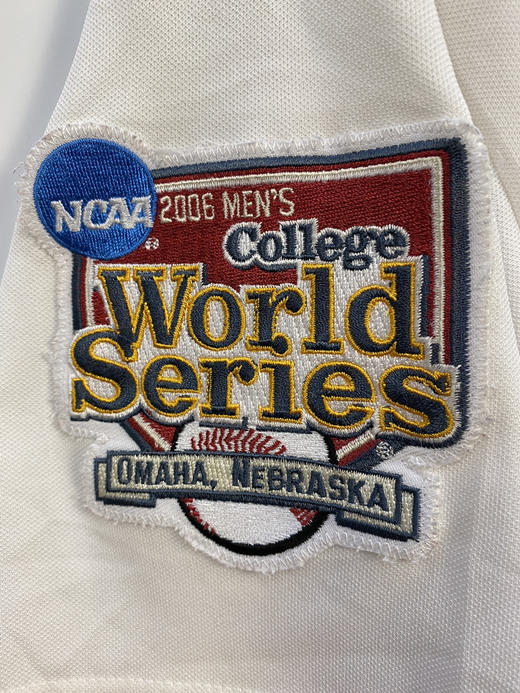 NCAA
2006 MEN'S
College
World
Series
OMAHA, NEBRASKA